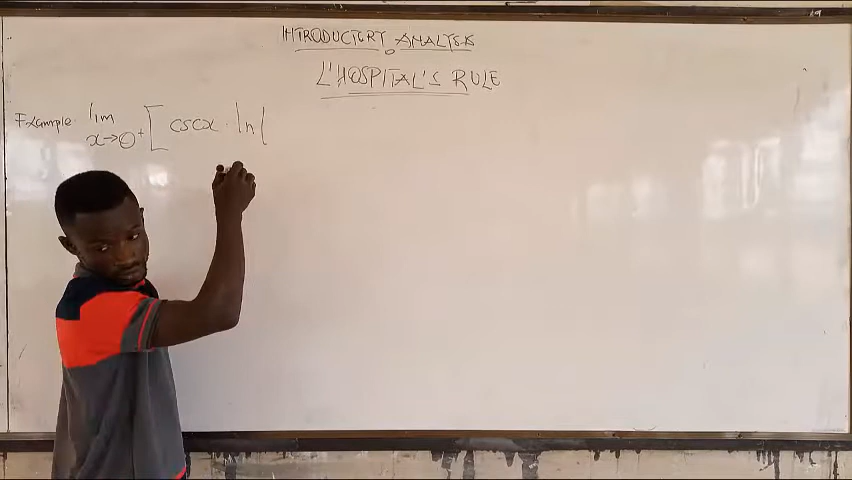 INTRODUCTORY ANALYSIS
L'HOSPITAL'S RULE
Example. lim x→0⁺ [ cscx · ln(